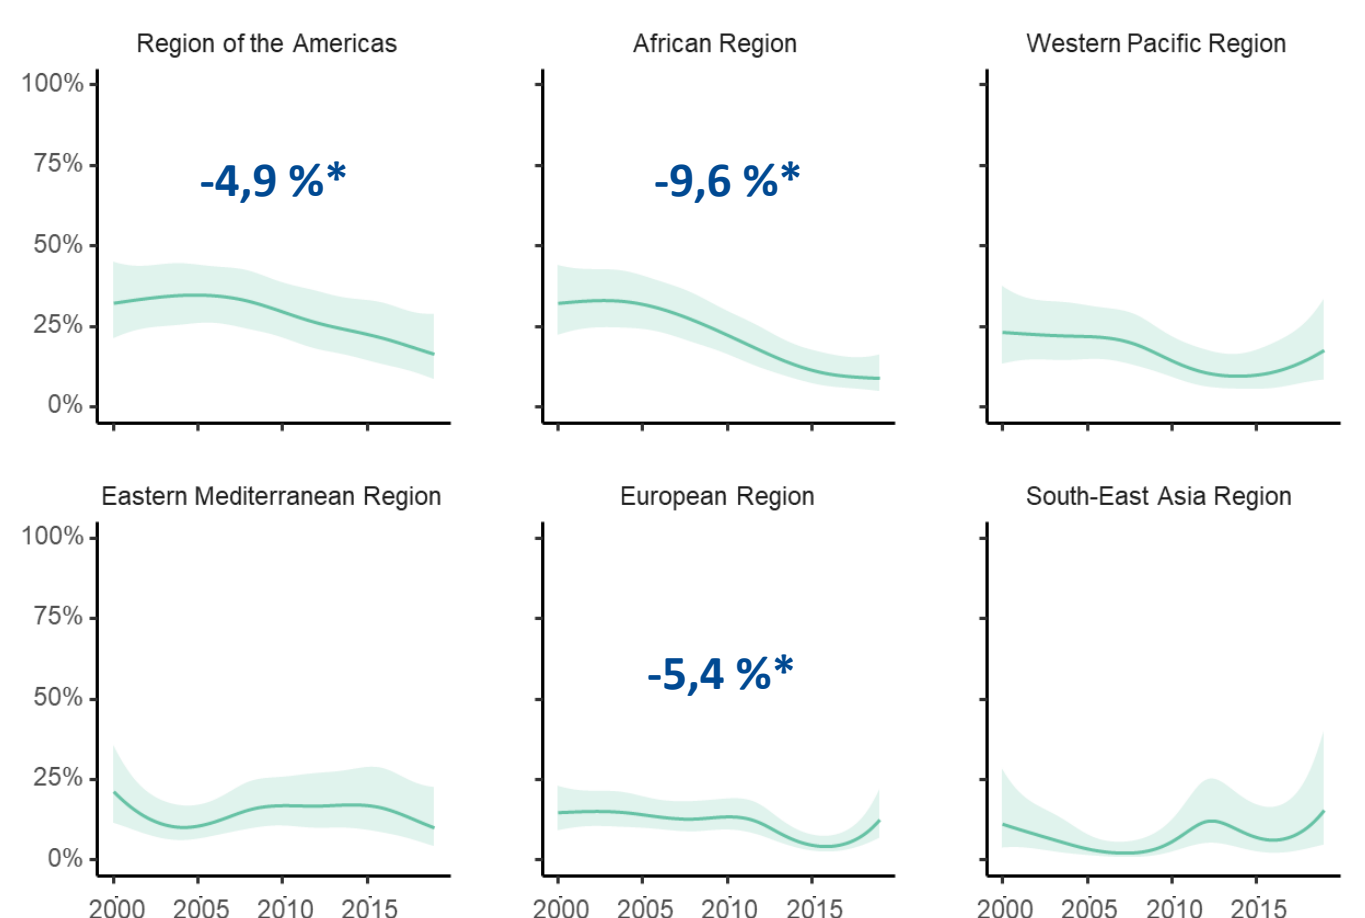 Region of the Americas
African Region
Western Pacific Region
100%
75%
50%
25%
0%
-4,9 %*
-9,6 %*
Eastern Mediterranean Region
European Region
South-East Asia Region
100%
75%
50%
25%
0%
-5,4 %*
2000 2005 2010 2015
2000 2005 2010 2015
2000 2005 2010 2015